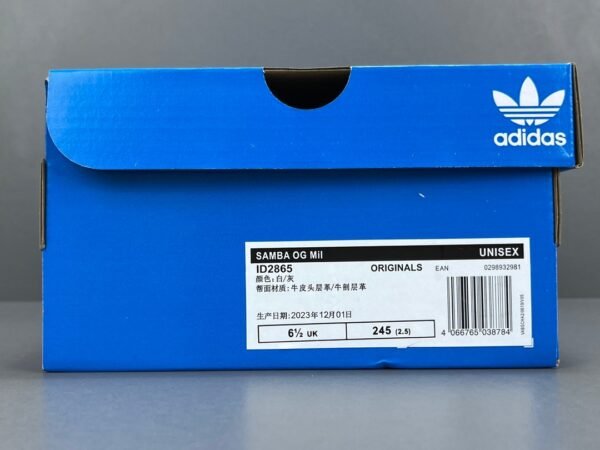 adidas
SAMBA OG Mil UNISEX
ID2865 ORIGINALS EAN 0298932981
颜色:白/灰
帮面材质:牛皮头层革/牛剖层革
生产日期:2023年12月01日
6½ UK 245 (2.5)
4 066765 038784